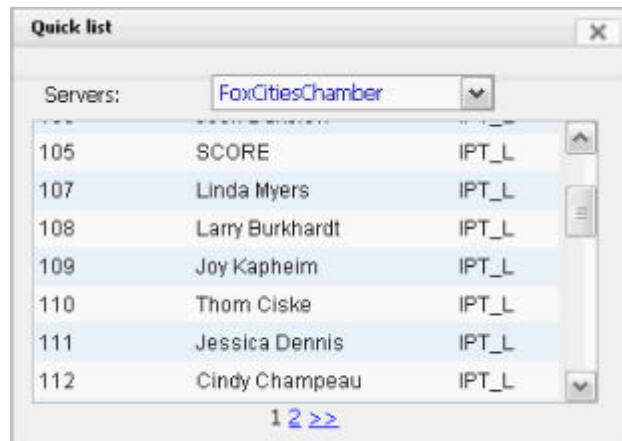 Quick list
Servers: FoxCitiesChamber
105 SCORE IPT_L
107 Linda Myers IPT_L
108 Larry Burkhardt IPT_L
109 Joy Kapheim IPT_L
110 Thom Ciske IPT_L
111 Jessica Dennis IPT_L
112 Cindy Champeau IPT_L
1 2 >>